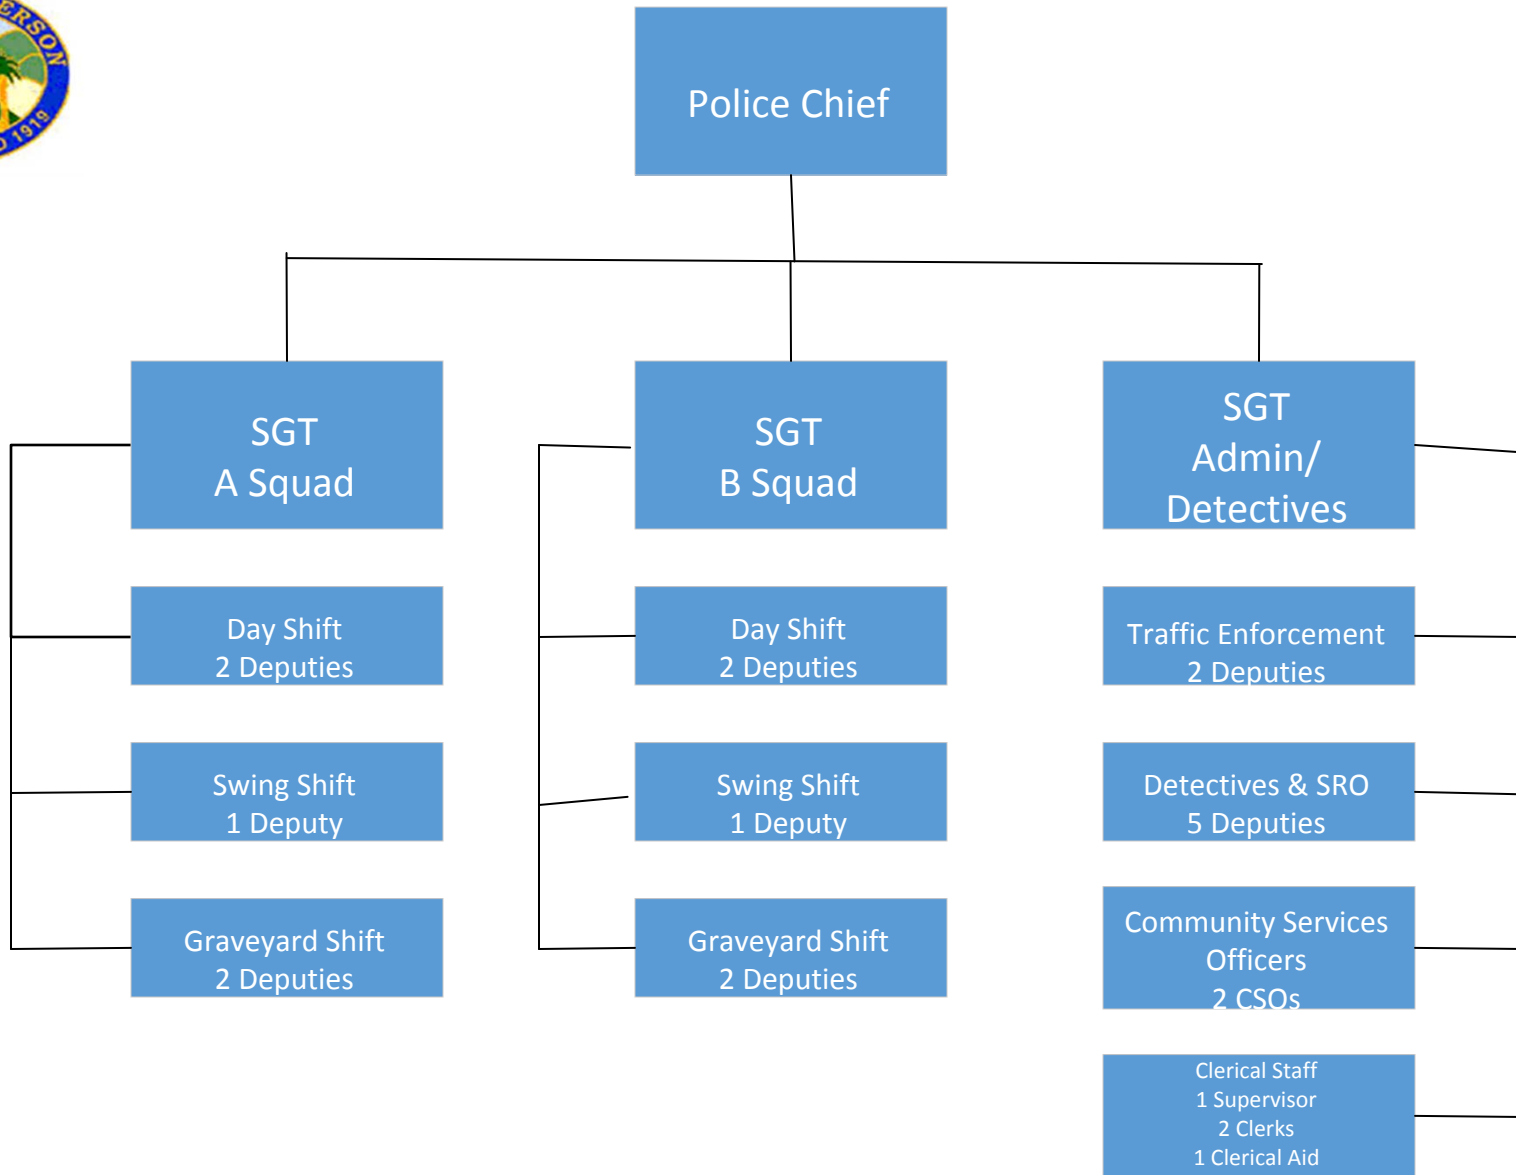 ERSON
D 1919
Police Chief
SGT
A Squad
SGT
B Squad
SGT
Admin/
Detectives
Day Shift
2 Deputies
Day Shift
2 Deputies
Traffic Enforcement
2 Deputies
Swing Shift
1 Deputy
Swing Shift
1 Deputy
Detectives & SRO
5 Deputies
Graveyard Shift
2 Deputies
Graveyard Shift
2 Deputies
Community Services
Officers
2 CSOs
Clerical Staff
1 Supervisor
2 Clerks
1 Clerical Aid